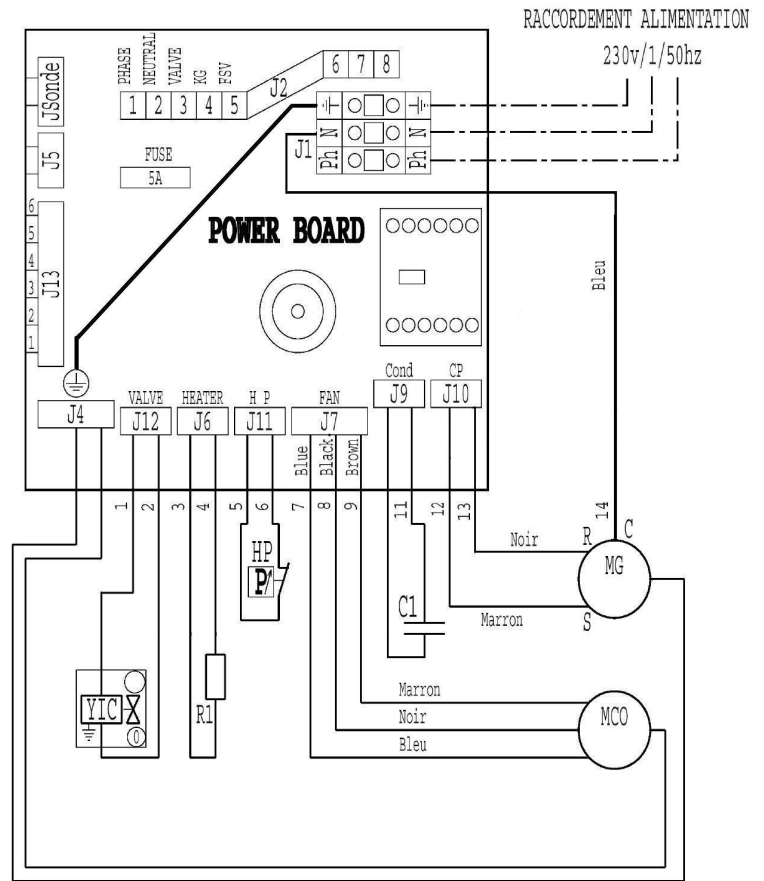 RACCORDEMENT ALIMENTATION
230v/1/50hz
PHASE
NEUTRAL
VALVE
KG
FSV
J2
6 7 8
1 2 3 4 5
JSonde
J5
FUSE
5A
J1
N N
Ph Ph
6
5
4
3
2
1
J13
POWER BOARD
Bleu
Cond
J9
CP
J10
J4
VALVE
J12
HEATER
J6
H P
J11
FAN
J7
Blue
Black.
Brown
1 2 3 4 5 6 7 8 9 11 12 13 14
Noir
R
C
MG
S
Marron
HP
P
C1
YIC
0
R1
Marron
Noir
Bleu
MCO